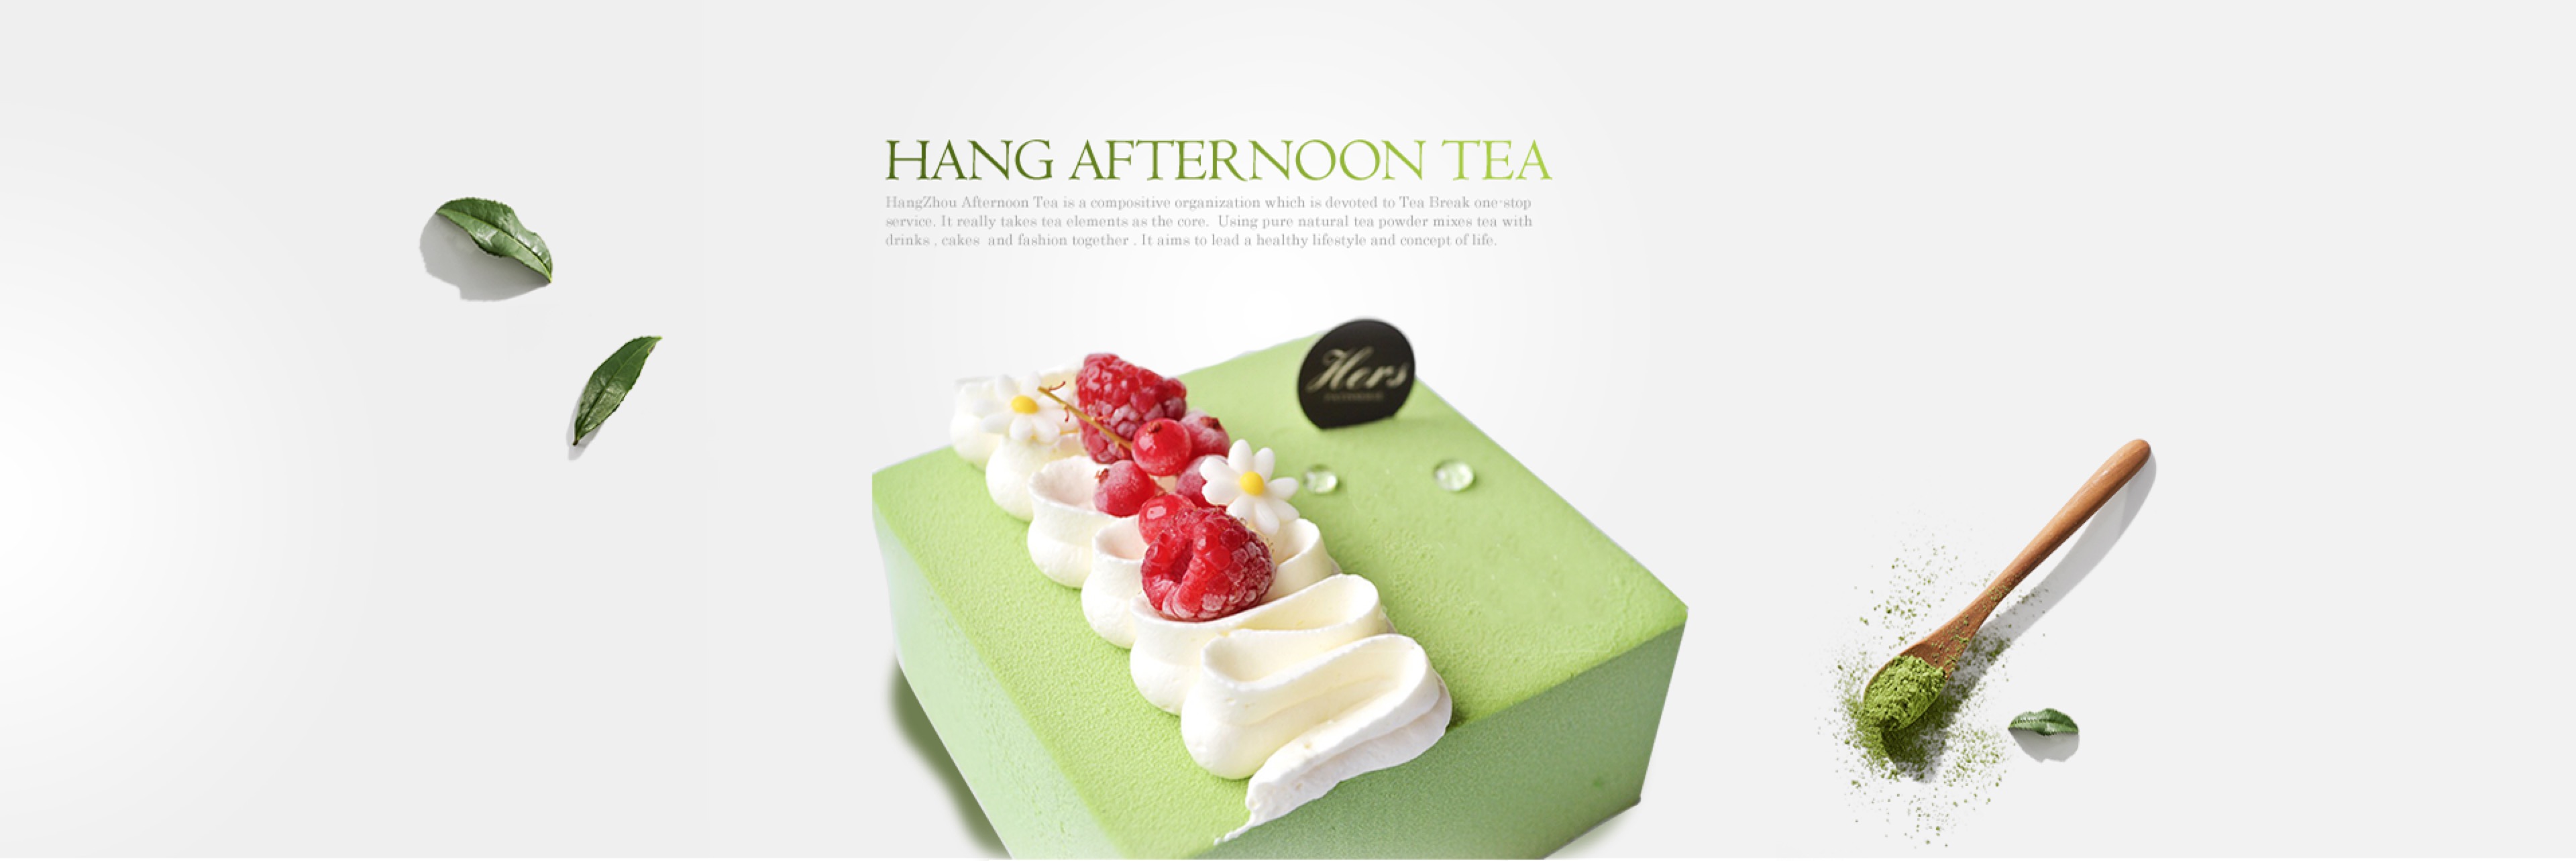 HANG AFTERNOON TEA
HangZhou Afternoon Tea is a compositive organization which is devoted to Tea Break one-stop
service. It really takes tea elements as the core.  Using pure natural tea powder mixes tea with
drinks , cakes  and fashion together . It aims to lead a healthy lifestyle and concept of life.
Hers